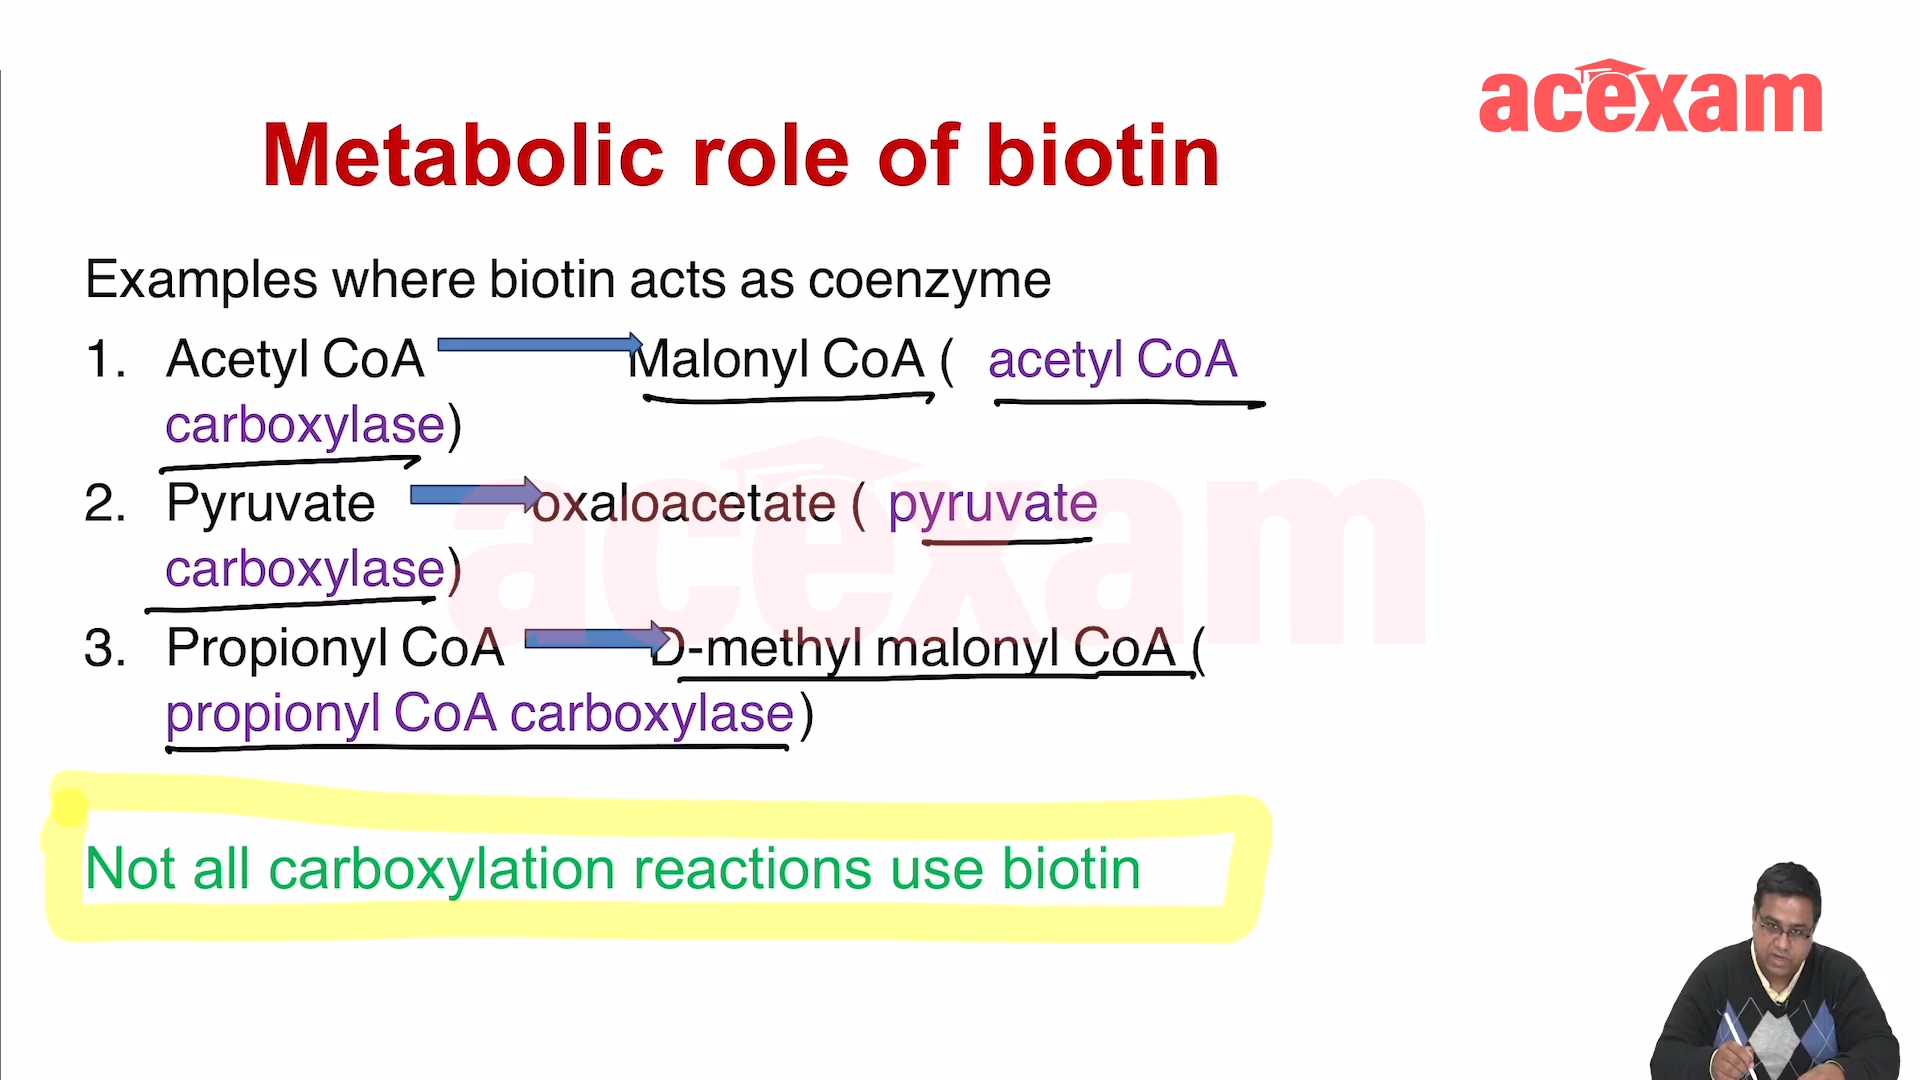 acexam
Metabolic role of biotin
Examples where biotin acts as coenzyme
1. Acetyl CoA Malonyl CoA ( acetyl CoA
carboxylase)
2. Pyruvate oxaloacetate ( pyruvate
carboxylase)
3. Propionyl CoA D-methyl malonyl CoA (
propionyl CoA carboxylase)
acexam
Not all carboxylation reactions use biotin